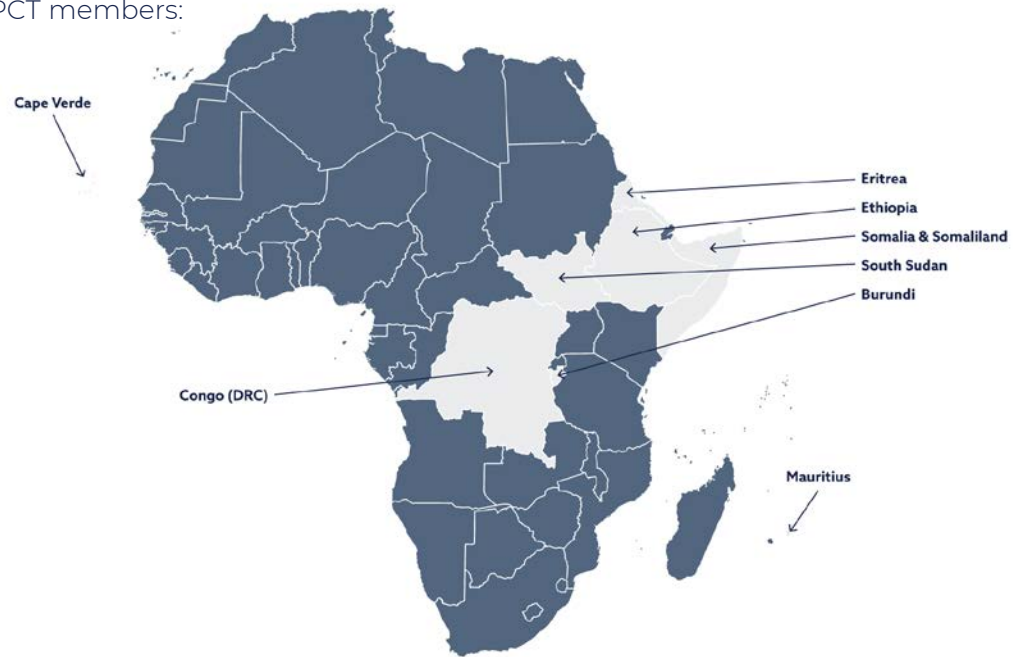 PCT members:
Cape Verde
Eritrea
Ethiopia
Somalia & Somaliland
South Sudan
Burundi
Congo (DRC)
Mauritius